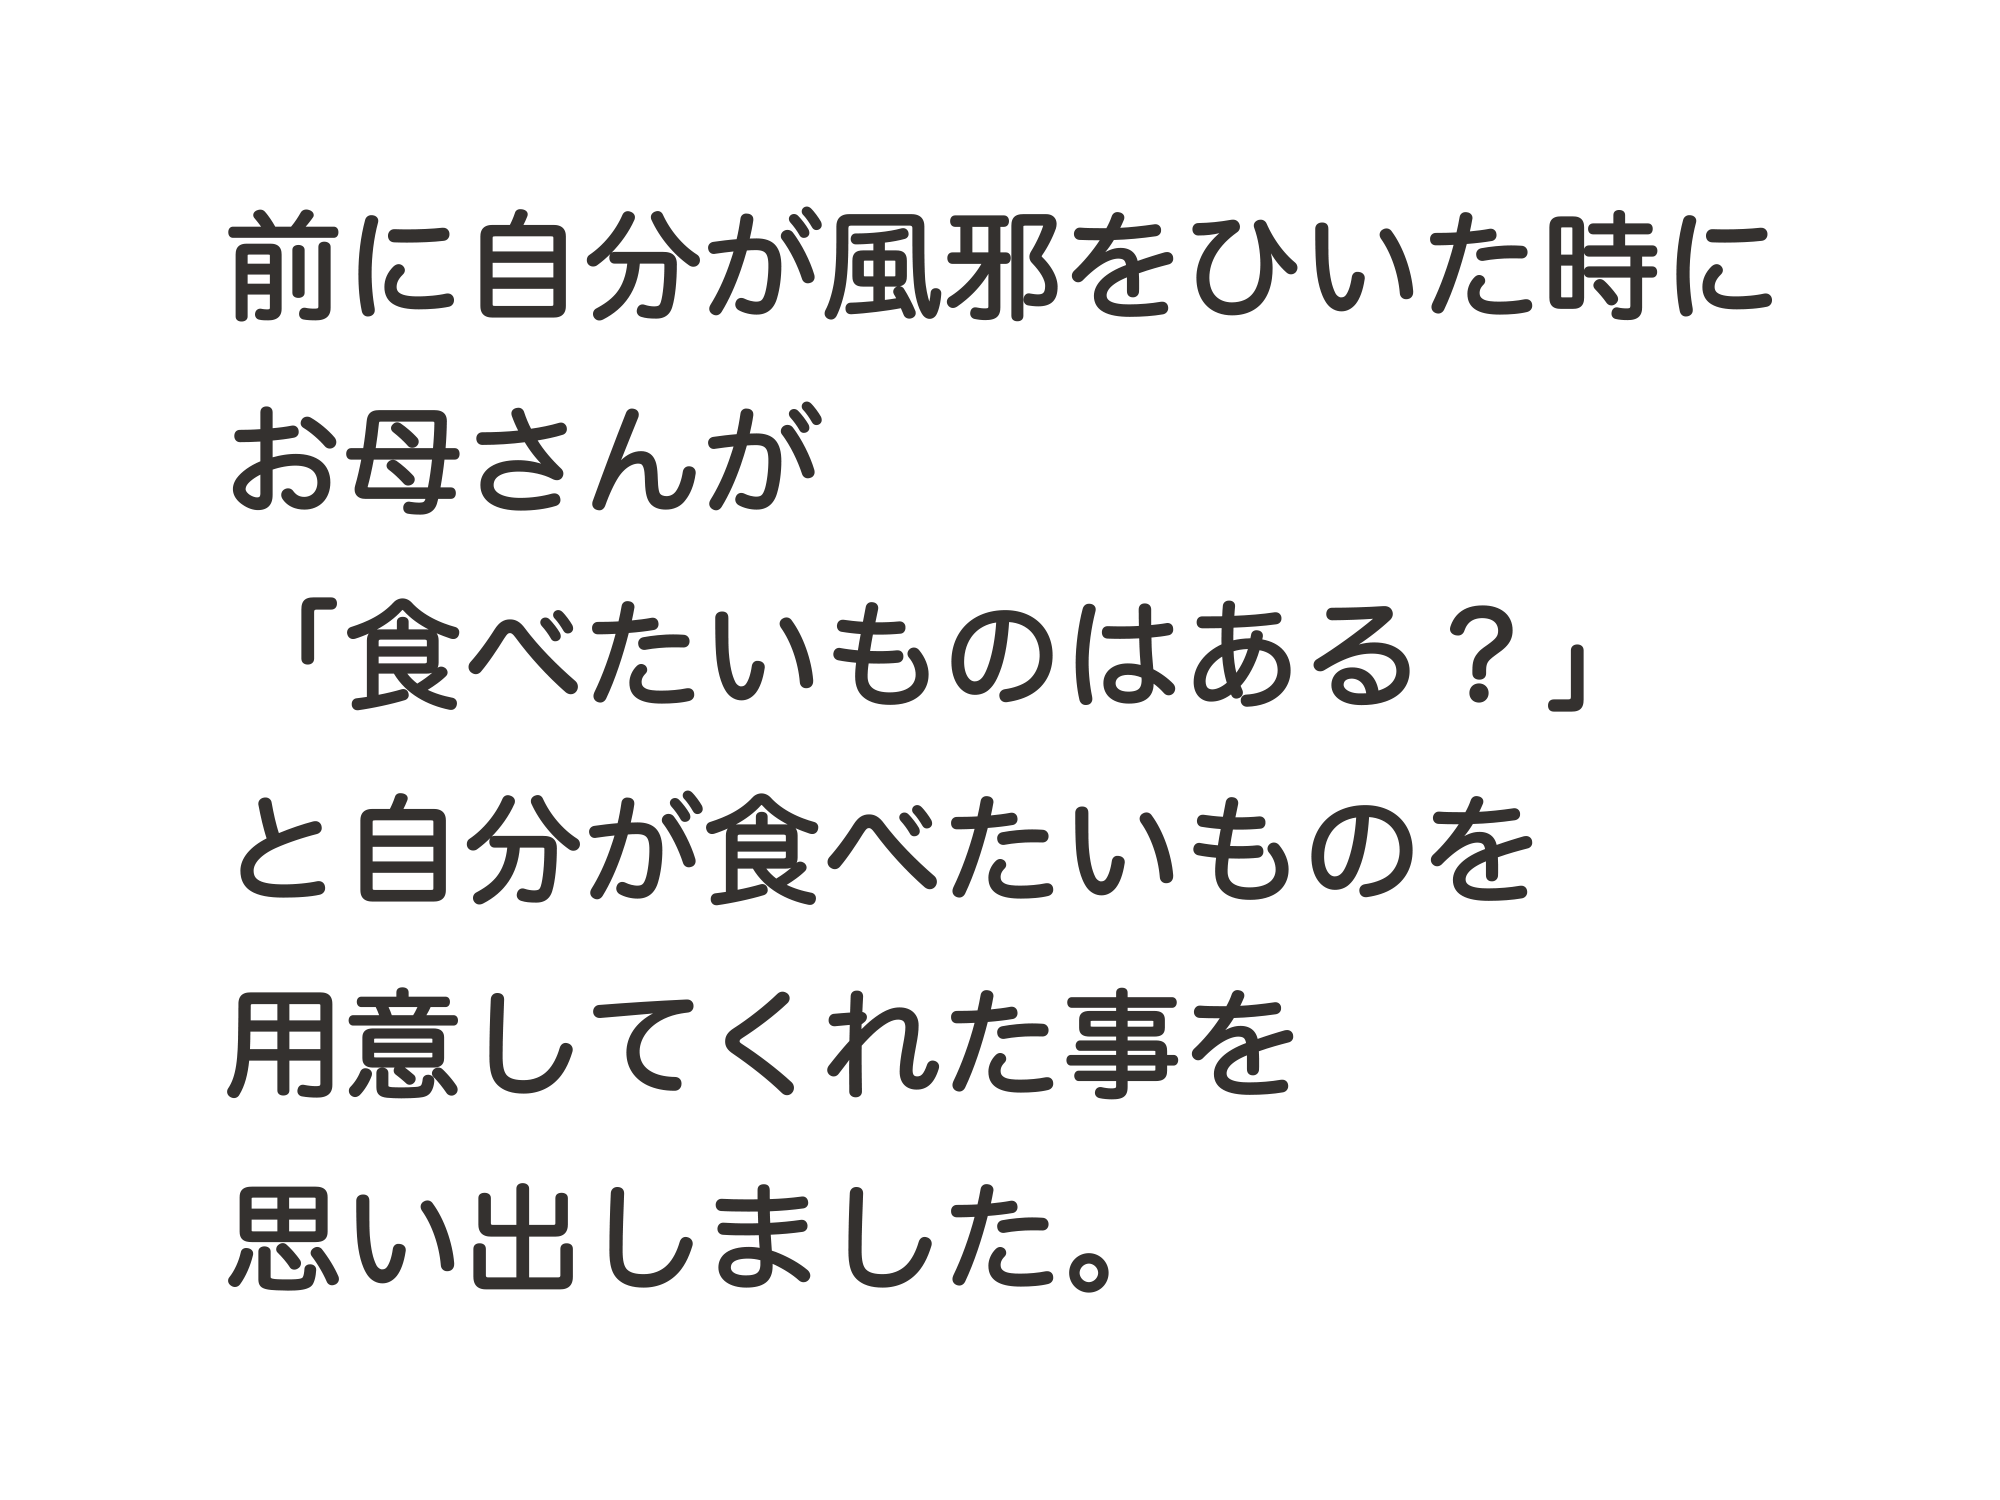 前に自分が風邪をひいた時に
お母さんが
「食べたいものはある？」
と自分が食べたいものを
用意してくれた事を
思い出しました。